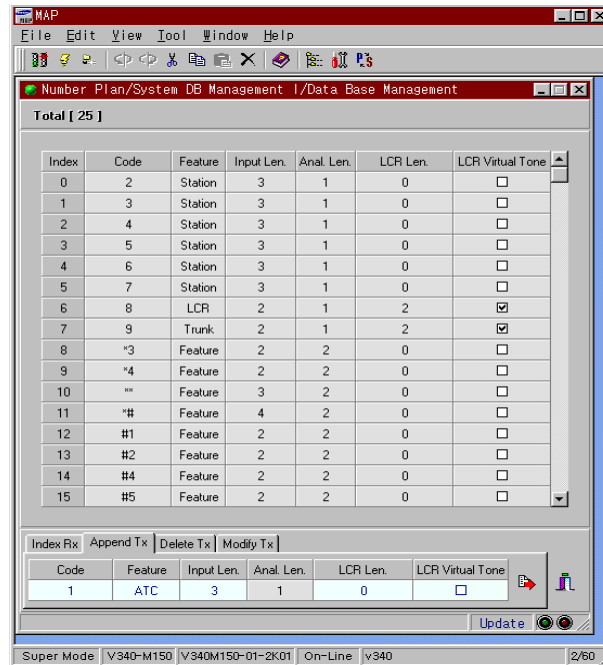 MAP
File Edit View Tool Window Help
Number Plan/System DB Management I/Data Base Management
Total [ 25 ]
Index Code Feature Input Len. Anal. Len. LCR Len. LCR Virtual Tone
0 2 Station 3 1 0
1 3 Station 3 1 0
2 4 Station 3 1 0
3 5 Station 3 1 0
4 6 Station 3 1 0
5 7 Station 3 1 0
6 8 LCR 2 1 2
7 9 Trunk 2 1 2
8 *3 Feature 2 2 0
9 *4 Feature 2 2 0
10 ** Feature 3 2 0
11 *# Feature 4 2 0
12 #1 Feature 2 2 0
13 #2 Feature 2 2 0
14 #4 Feature 2 2 0
15 #5 Feature 2 2 0
Index Rx Append Tx Delete Tx Modify Tx
Code Feature Input Len. Anal. Len. LCR Len. LCR Virtual Tone
1 ATC 3 1 0
Update
Super Mode V340-M150 V340M150-01-2K01 On-Line v340 2/60